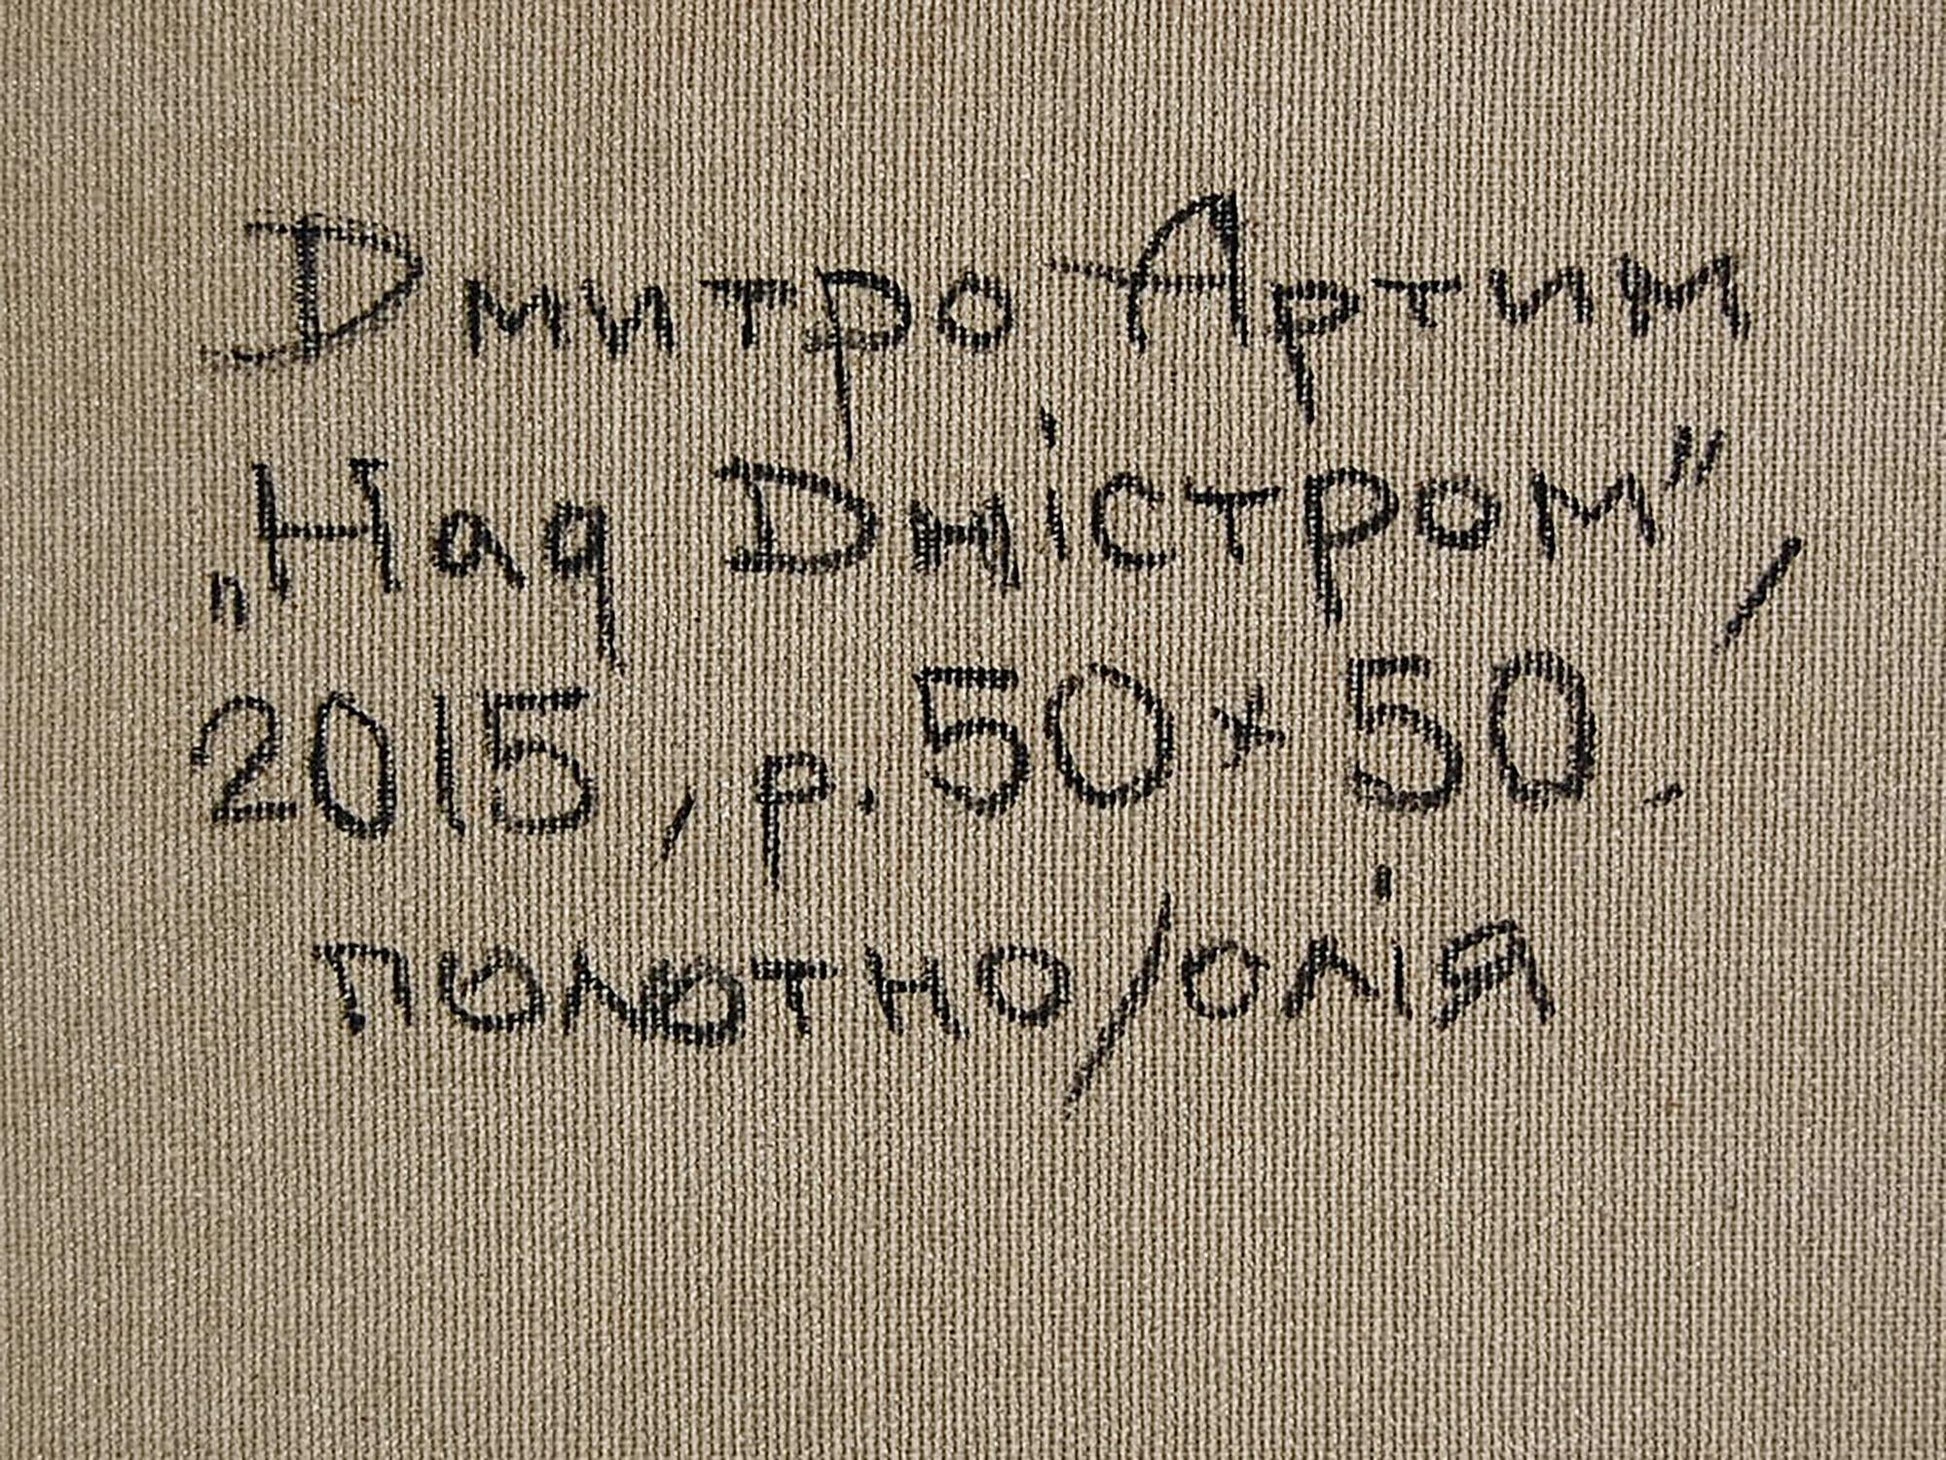 Дмитро Артим
„Над Дністром”,
2015, р. 50×50.
полотно/олія